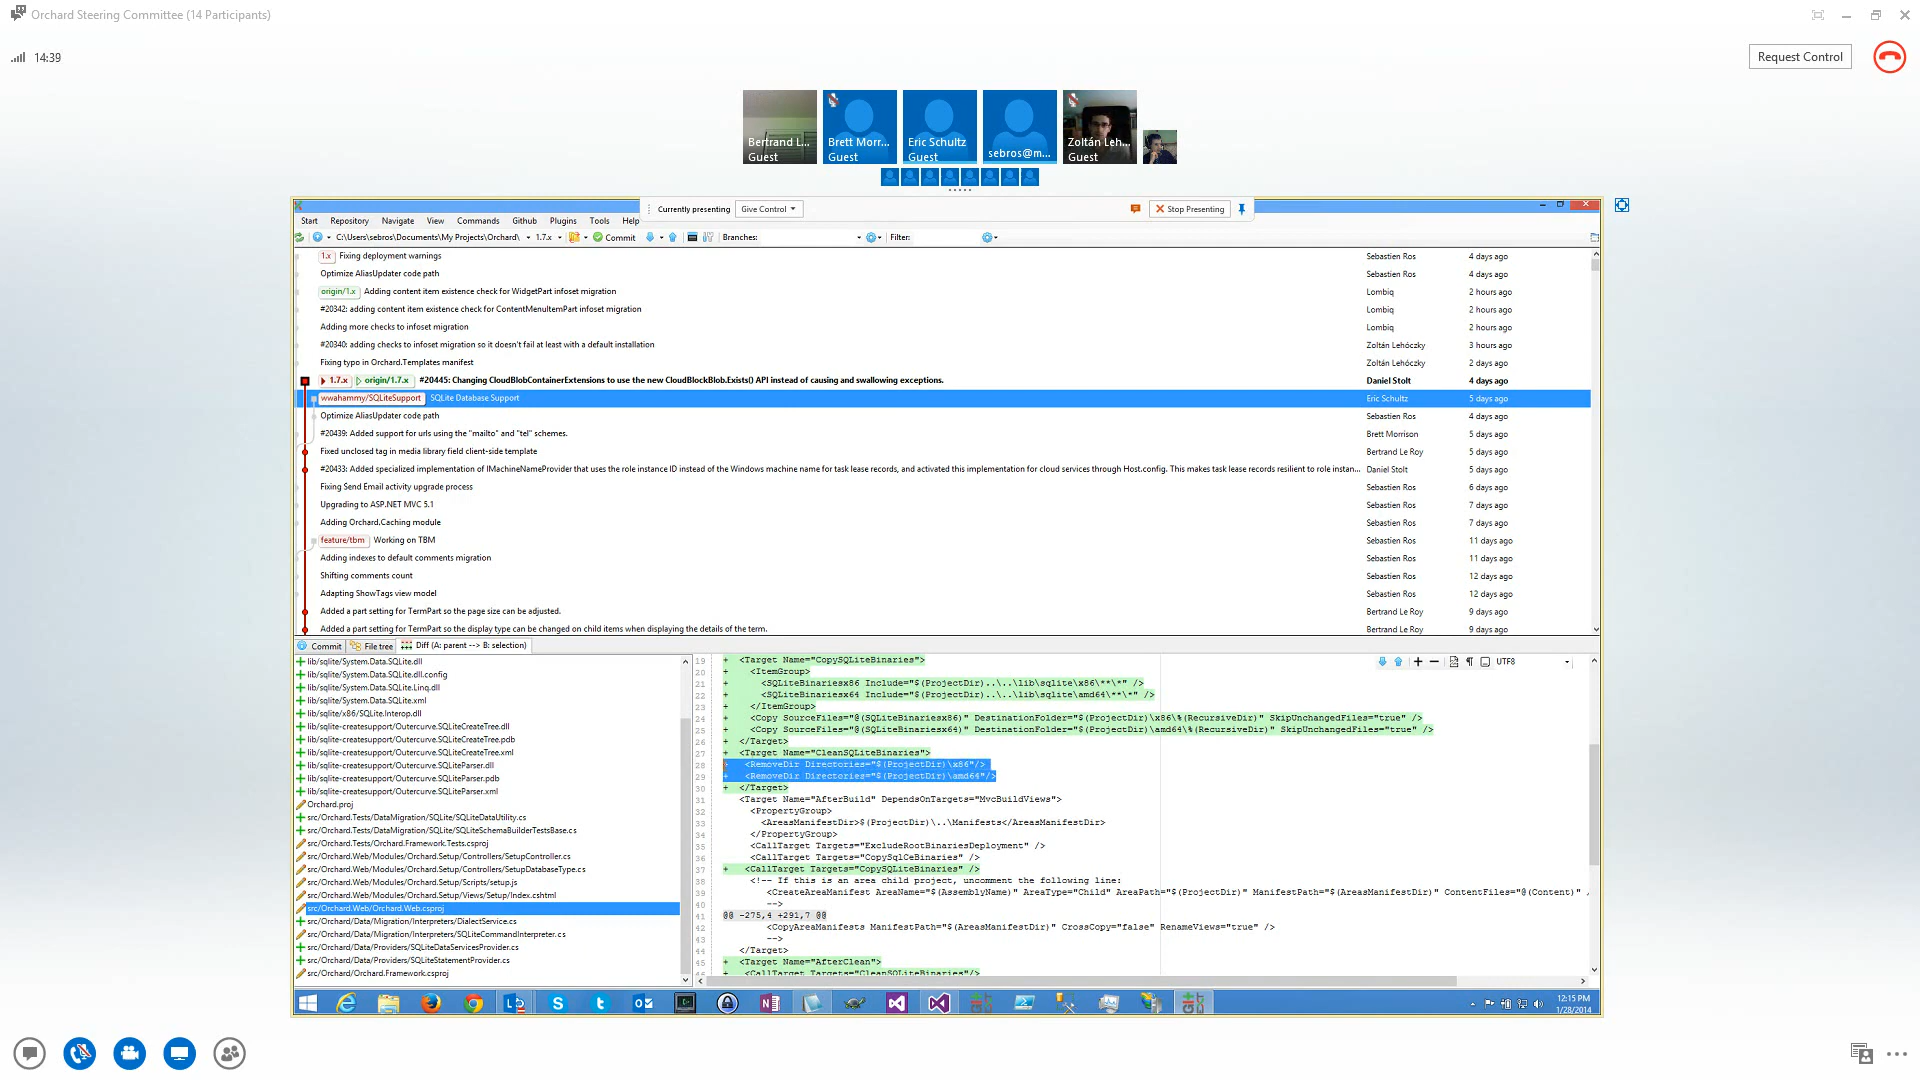 Orchard Steering Committee (14 Participants)
14:39
Request Control
Bertrand L...
Guest
Brett Morr...
Guest
Eric Schultz
Guest
sebros@m...
Zoltán Leh...
Guest
Currently presenting
Give Control
Stop Presenting
Start Repository Navigate View Commands Github Plugins Tools Help
C:\Users\sebros\Documents\My Projects\Orchard\ 1.7.x Commit Branches: Filter:
1.x Fixing deployment warnings Sebastien Ros 4 days ago
Optimize AliasUpdater code path Sebastien Ros 4 days ago
origin/1.x Adding content item existence check for WidgetPart infoset migration Lombiq 2 hours ago
#20342: adding content item existence check for ContentMenuItemPart infoset migration Lombiq 2 hours ago
Adding more checks to infoset migration Lombiq 2 hours ago
#20340: adding checks to infoset migration so it doesn't fail at least with a default installation Zoltán Lehóczky 3 hours ago
Fixing typo in Orchard.Templates manifest Zoltán Lehóczky 2 days ago
1.7.x origin/1.7.x #20445: Changing CloudBlobContainerExtensions to use the new CloudBlockBlob.Exists() API instead of causing and swallowing exceptions. Daniel Stolt 4 days ago
wwahammy/SQLiteSupport SQLite Database Support Eric Schultz 5 days ago
Optimize AliasUpdater code path Sebastien Ros 4 days ago
#20439: Added support for urls using the "mailto" and "tel" schemes. Brett Morrison 5 days ago
Fixed unclosed tag in media library field client-side template Bertrand Le Roy 5 days ago
#20433: Added specialized implementation of IMachineNameProvider that uses the role instance ID instead of the Windows machine name for task lease records, and activated this implementation for cloud services through Host.config. This makes task lease records resilient to role instan... Daniel Stolt 5 days ago
Fixing Send Email activity upgrade process Sebastien Ros 6 days ago
Upgrading to ASP.NET MVC 5.1 Sebastien Ros 7 days ago
Adding Orchard.Caching module Sebastien Ros 7 days ago
feature/tbm Working on TBM Sebastien Ros 11 days ago
Adding indexes to default comments migration Sebastien Ros 11 days ago
Shifting comments count Sebastien Ros 12 days ago
Adapting ShowTags view model Sebastien Ros 12 days ago
Added a part setting for TermPart so the page size can be adjusted. Bertrand Le Roy 9 days ago
Added a part setting for TermPart so the display type can be changed on child items when displaying the details of the term. Bertrand Le Roy 9 days ago
Commit File tree Diff (A: parent --> B: selection)
lib/sqlite/System.Data.SQLite.dll
lib/sqlite/System.Data.SQLite.dll.config
lib/sqlite/System.Data.SQLite.Linq.dll
lib/sqlite/System.Data.SQLite.xml
lib/sqlite/x86/SQLite.Interop.dll
lib/sqlite-createsupport/Outercurve.SQLiteCreateTree.dll
lib/sqlite-createsupport/Outercurve.SQLiteCreateTree.pdb
lib/sqlite-createsupport/Outercurve.SQLiteCreateTree.xml
lib/sqlite-createsupport/Outercurve.SQLiteParser.dll
lib/sqlite-createsupport/Outercurve.SQLiteParser.pdb
lib/sqlite-createsupport/Outercurve.SQLiteParser.xml
Orchard.proj
src/Orchard.Tests/DataMigration/SQLite/SQLiteDataUtility.cs
src/Orchard.Tests/DataMigration/SQLite/SQLiteSchemaBuilderTestsBase.cs
src/Orchard.Tests/Orchard.Framework.Tests.csproj
src/Orchard.Web/Modules/Orchard.Setup/Controllers/SetupController.cs
src/Orchard.Web/Modules/Orchard.Setup/Controllers/SetupDatabaseType.cs
src/Orchard.Web/Modules/Orchard.Setup/Scripts/setup.js
src/Orchard.Web/Modules/Orchard.Setup/Views/Setup/Index.cshtml
src/Orchard.Web/Orchard.Web.csproj
src/Orchard/Data/Migration/Interpreters/DialectService.cs
src/Orchard/Data/Migration/Interpreters/SQLiteCommandInterpreter.cs
src/Orchard/Data/Providers/SQLiteDataServicesProvider.cs
src/Orchard/Data/Providers/SQLiteStatementProvider.cs
src/Orchard/Orchard.Framework.csproj
UTF8
19 + <Target Name="CopySQLiteBinaries">
20 + <ItemGroup>
21 + <SQLiteBinariesx86 Include="$(ProjectDir)..\..\lib\sqlite\x86\**\*" />
22 + <SQLiteBinariesx64 Include="$(ProjectDir)..\..\lib\sqlite\amd64\**\*" />
23 + </ItemGroup>
24 + <Copy SourceFiles="@(SQLiteBinariesx86)" DestinationFolder="$(ProjectDir)\x86\%(RecursiveDir)" SkipUnchangedFiles="true" />
25 + <Copy SourceFiles="@(SQLiteBinariesx64)" DestinationFolder="$(ProjectDir)\amd64\%(RecursiveDir)" SkipUnchangedFiles="true" />
26 + </Target>
27 + <Target Name="CleanSQLiteBinaries">
28 + <RemoveDir Directories="$(ProjectDir)\x86"/>
29 + <RemoveDir Directories="$(ProjectDir)\amd64"/>
30 + </Target>
31 <Target Name="AfterBuild" DependsOnTargets="MvcBuildViews">
32 <PropertyGroup>
33 <AreasManifestDir>$(ProjectDir)\..\Manifests</AreasManifestDir>
34 </PropertyGroup>
35 <CallTarget Targets="ExcludeRootBinariesDeployment" />
36 <CallTarget Targets="CopySqlCeBinaries" />
37 + <CallTarget Targets="CopySQLiteBinaries" />
38 <!-- If this is an area child project, uncomment the following line:
39 <CreateAreaManifest AreaName="$(AssemblyName)" AreaType="Child" AreaPath="$(ProjectDir)" ManifestPath="$(AreasManifestDir)" ContentFiles="@(Content)" /
40 -->
41 @@ -275,4 +291,7 @@
42 <CopyAreaManifests ManifestPath="$(AreasManifestDir)" CrossCopy="false" RenameViews="true" />
43 -->
44 </Target>
45 + <Target Name="AfterClean">
46 <CallTarget Targets="CleanSQLiteBinaries"/>
12:15 PM
1/28/2014